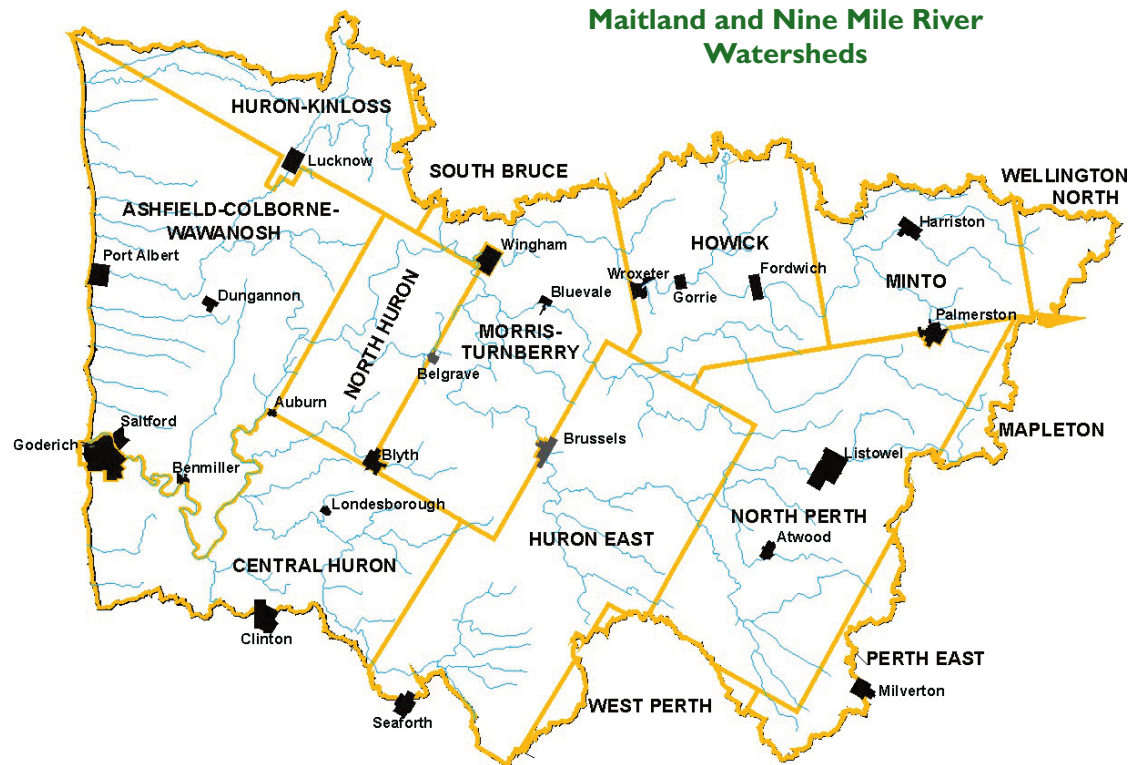 Maitland and Nine Mile River
Watersheds
HURON-KINLOSS
Lucknow
SOUTH BRUCE
WELLINGTON
NORTH
ASHFIELD-COLBORNE-
WAWANOSH
Harriston
Port Albert
Wingham
HOWICK
Dungannon
Bluevale
Wroxeter
Gorrie
Fordwich
MINTO
Palmerston
NORTH HURON
MORRIS-
TURNBERRY
Belgrave
Auburn
Saltford
Goderich
Benmiller
Blyth
Brussels
MAPLETON
Listowel
Londesborough
NORTH PERTH
Atwood
HURON EAST
CENTRAL HURON
Clinton
PERTH EAST
Milverton
WEST PERTH
Seaforth